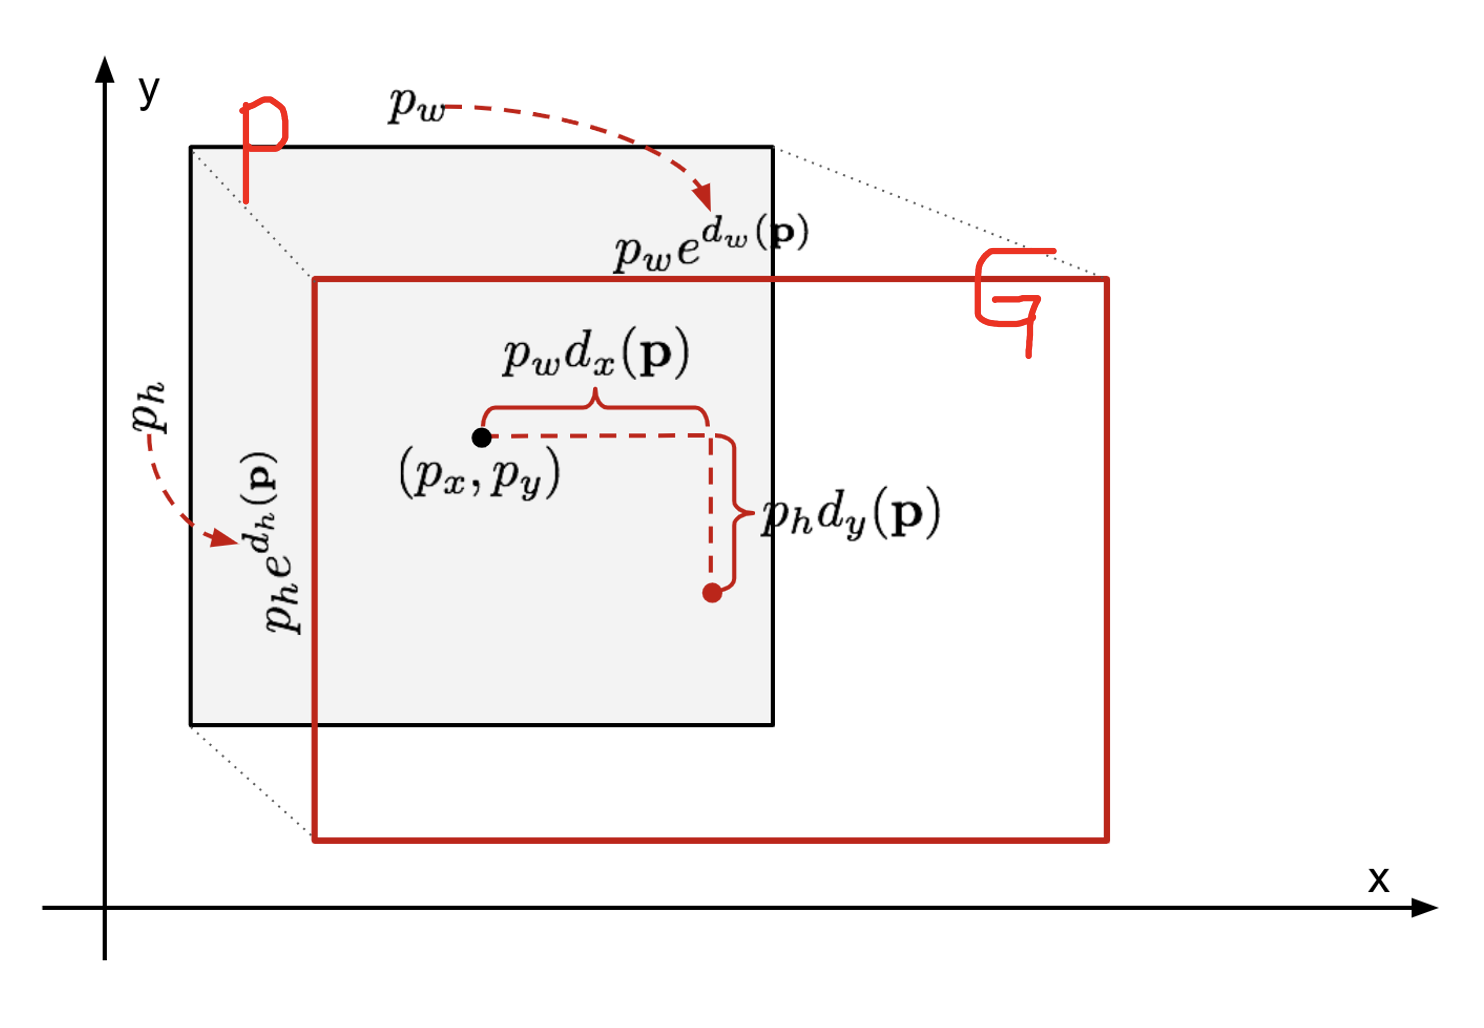 y
p_w
P
p_w e^{d_w(𝐩)}
G
p_w d_x(𝐩)
p_h
(p_x, p_y)
p_h e^{d_h(𝐩)}
p_h d_y(𝐩)
x